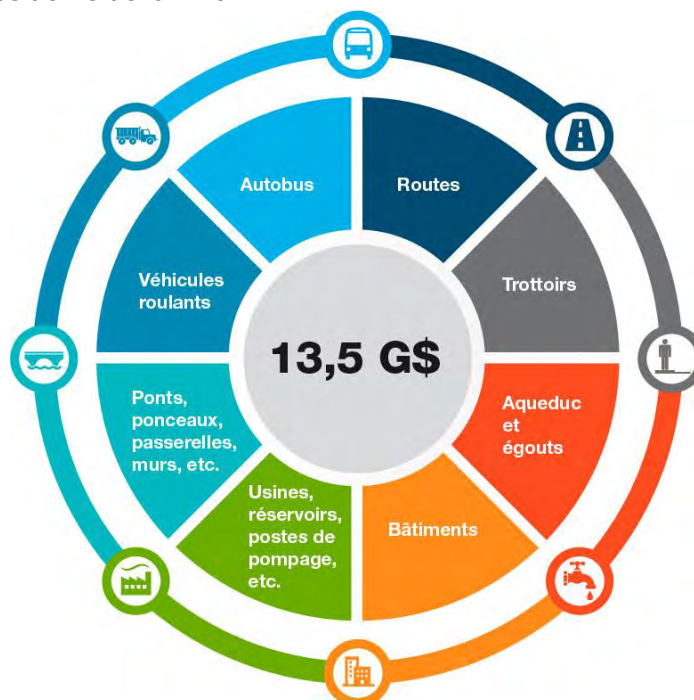 Autobus
Routes
Trottoirs
Aqueduc
et
égouts
Bâtiments
Usines,
réservoirs,
postes de
pompage,
etc.
Ponts,
ponceaux,
passerelles,
murs, etc.
Véhicules
roulants
13,5 G$